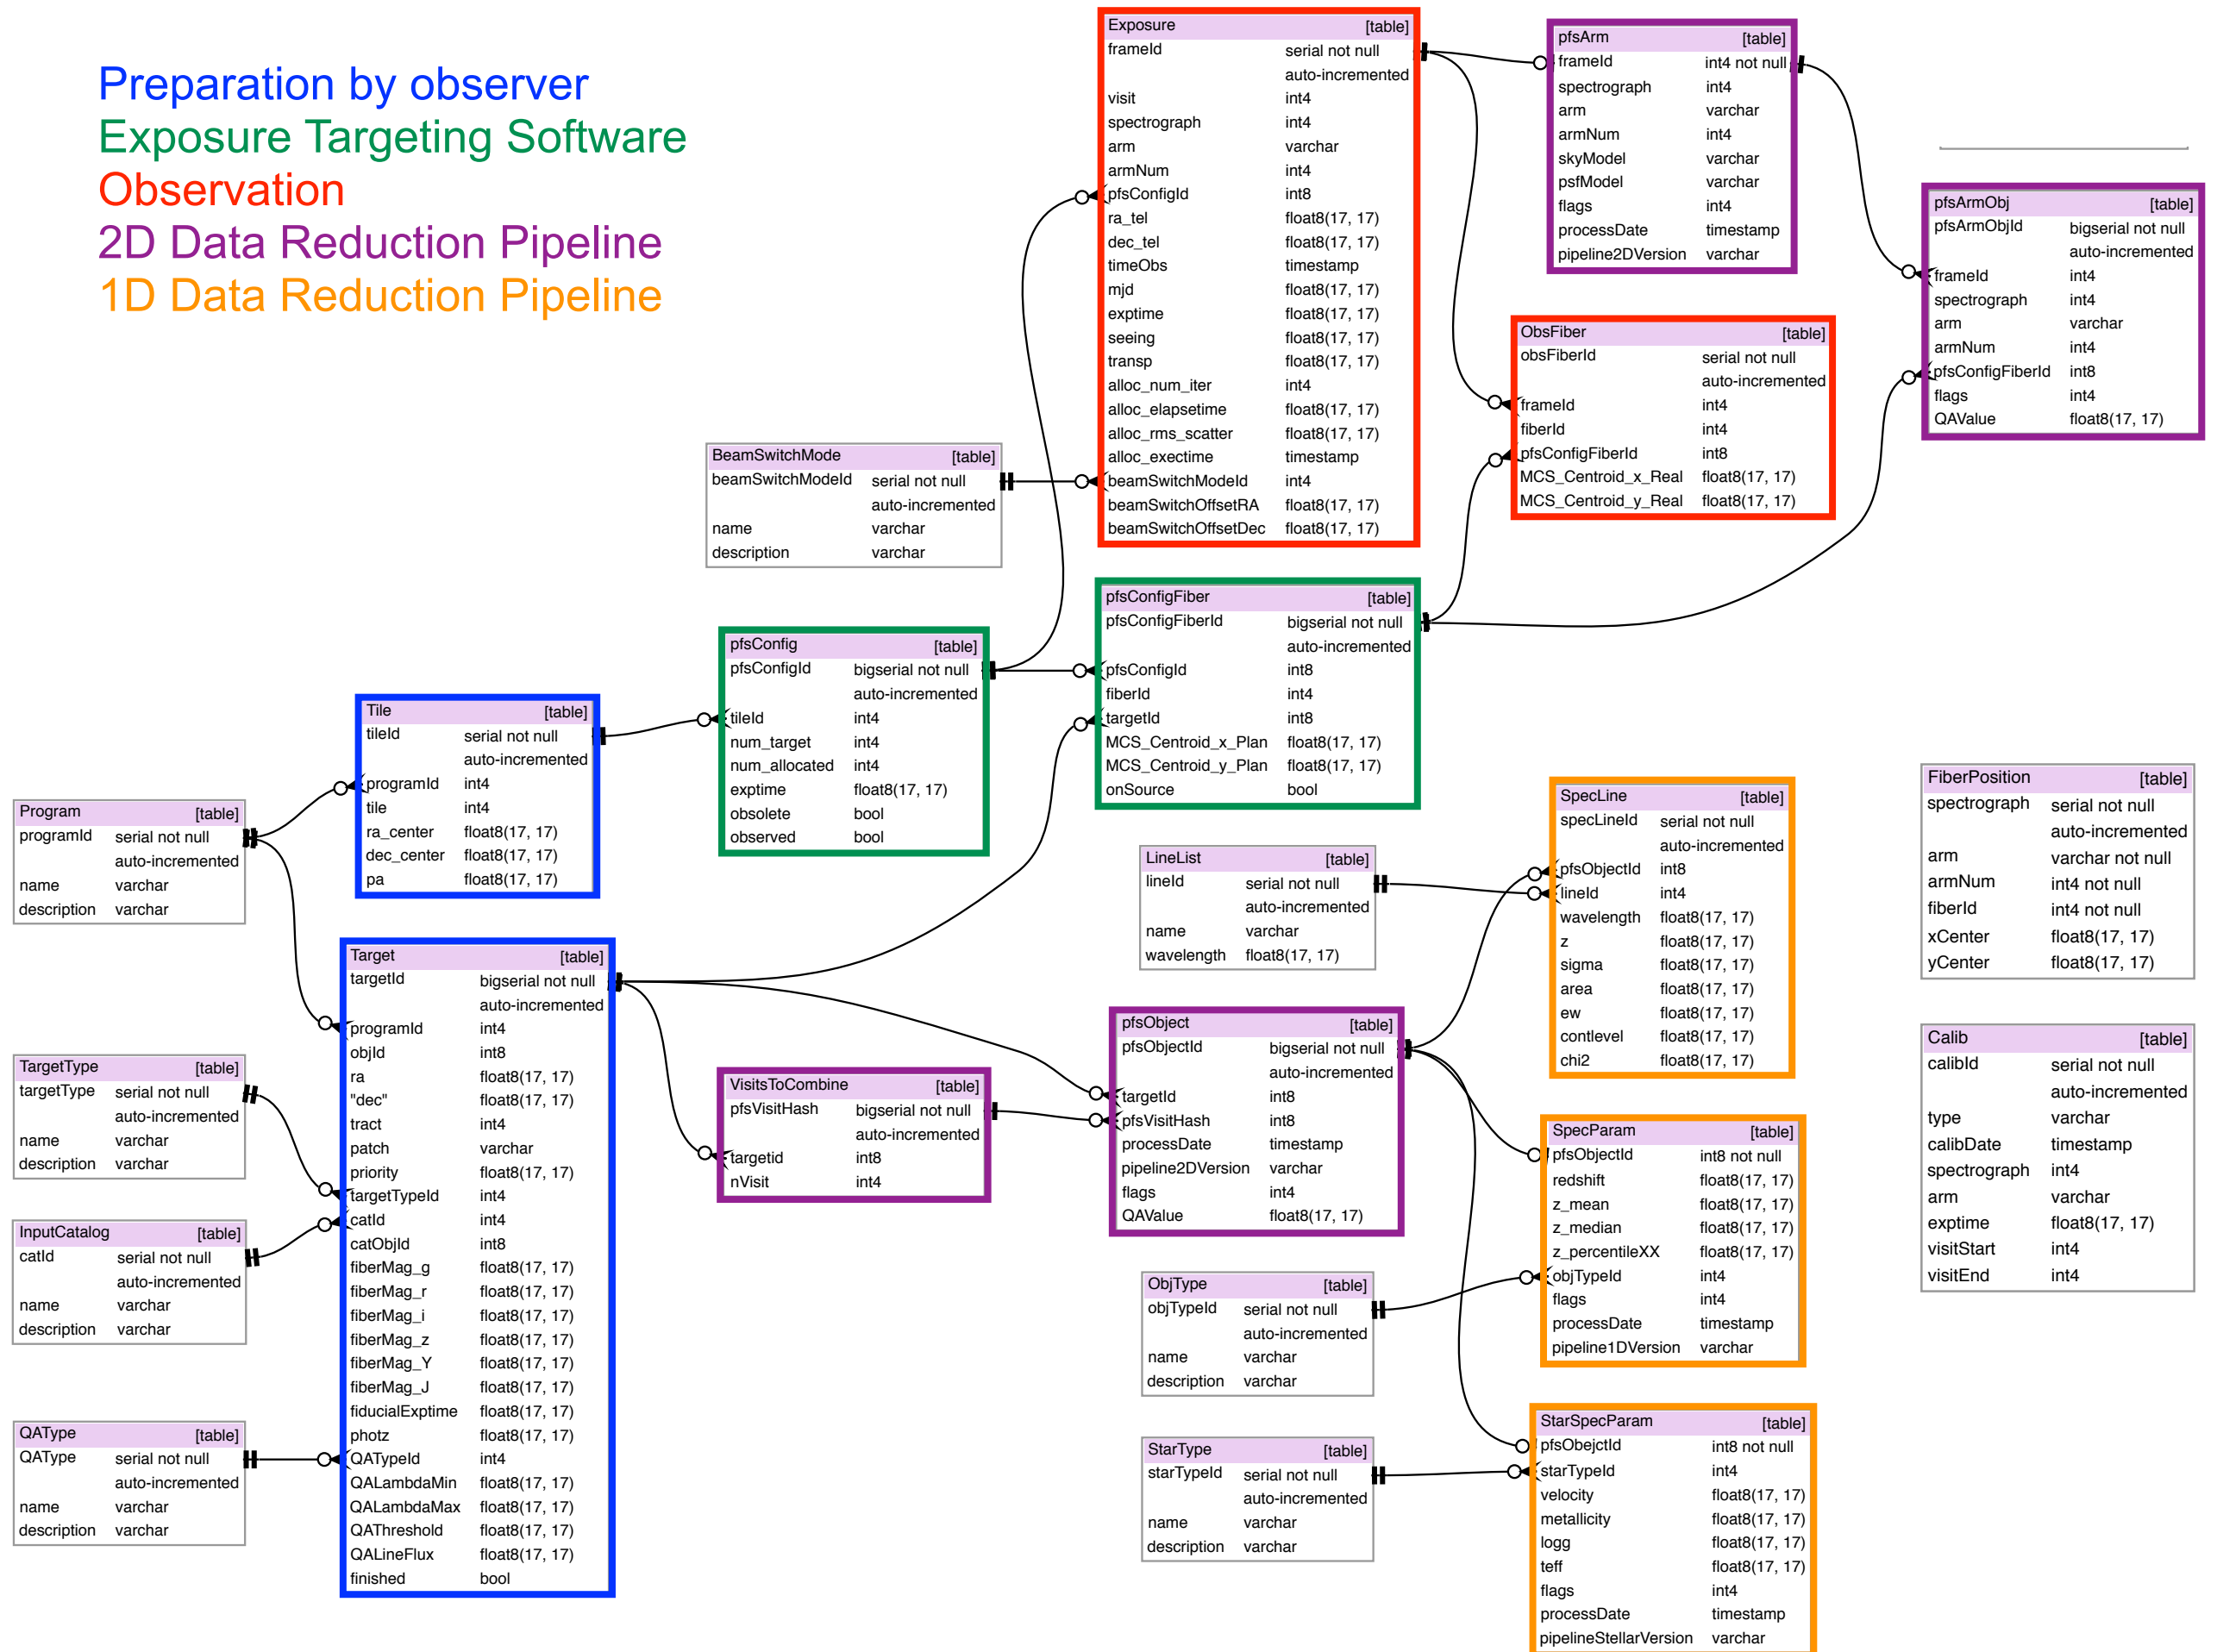 Preparation by observer
Exposure Targeting Software
Observation
2D Data Reduction Pipeline
1D Data Reduction Pipeline
Exposure [table]
frameId serial not null
auto-incremented
visit int4
spectrograph int4
arm varchar
armNum int4
pfsConfigId int8
ra_tel float8(17, 17)
dec_tel float8(17, 17)
timeObs timestamp
mjd float8(17, 17)
exptime float8(17, 17)
seeing float8(17, 17)
transp float8(17, 17)
alloc_num_iter int4
alloc_elapsetime float8(17, 17)
alloc_rms_scatter float8(17, 17)
alloc_exectime timestamp
beamSwitchModeId int4
beamSwitchOffsetRA float8(17, 17)
beamSwitchOffsetDec float8(17, 17)
pfsArm [table]
frameId int4 not null
spectrograph int4
arm varchar
armNum int4
skyModel varchar
psfModel varchar
flags int4
processDate timestamp
pipeline2DVersion varchar
pfsArmObj [table]
pfsArmObjId bigserial not null
auto-incremented
frameId int4
spectrograph int4
arm varchar
armNum int4
pfsConfigFiberId int8
flags int4
QAValue float8(17, 17)
ObsFiber [table]
obsFiberId serial not null
auto-incremented
frameId int4
fiberId int4
pfsConfigFiberId int8
MCS_Centroid_x_Real float8(17, 17)
MCS_Centroid_y_Real float8(17, 17)
BeamSwitchMode [table]
beamSwitchModeId serial not null
auto-incremented
name varchar
description varchar
pfsConfigFiber [table]
pfsConfigFiberId bigserial not null
auto-incremented
pfsConfigId int8
fiberId int4
targetId int8
MCS_Centroid_x_Plan float8(17, 17)
MCS_Centroid_y_Plan float8(17, 17)
onSource bool
pfsConfig [table]
pfsConfigId bigserial not null
auto-incremented
tileId int4
num_target int4
num_allocated int4
exptime float8(17, 17)
obsolete bool
observed bool
Tile [table]
tileId serial not null
auto-incremented
programId int4
tile int4
ra_center float8(17, 17)
dec_center float8(17, 17)
pa float8(17, 17)
Program [table]
programId serial not null
auto-incremented
name varchar
description varchar
Target [table]
targetId bigserial not null
auto-incremented
programId int4
objId int8
ra float8(17, 17)
"dec" float8(17, 17)
tract int4
patch varchar
priority float8(17, 17)
targetTypeId int4
catId int4
catObjId int8
fiberMag_g float8(17, 17)
fiberMag_r float8(17, 17)
fiberMag_i float8(17, 17)
fiberMag_z float8(17, 17)
fiberMag_Y float8(17, 17)
fiberMag_J float8(17, 17)
fiducialExptime float8(17, 17)
photz float8(17, 17)
QATypeId int4
QALambdaMin float8(17, 17)
QALambdaMax float8(17, 17)
QAThreshold float8(17, 17)
QALineFlux float8(17, 17)
finished bool
TargetType [table]
targetType serial not null
auto-incremented
name varchar
description varchar
InputCatalog [table]
catId serial not null
auto-incremented
name varchar
description varchar
QAType [table]
QAType serial not null
auto-incremented
name varchar
description varchar
VisitsToCombine [table]
pfsVisitHash bigserial not null
auto-incremented
targetid int8
nVisit int4
LineList [table]
lineId serial not null
auto-incremented
name varchar
wavelength float8(17, 17)
pfsObject [table]
pfsObjectId bigserial not null
auto-incremented
targetId int8
pfsVisitHash int8
processDate timestamp
pipeline2DVersion varchar
flags int4
QAValue float8(17, 17)
ObjType [table]
objTypeId serial not null
auto-incremented
name varchar
description varchar
StarType [table]
starTypeId serial not null
auto-incremented
name varchar
description varchar
SpecLine [table]
specLineId serial not null
auto-incremented
pfsObjectId int8
lineId int4
wavelength float8(17, 17)
z float8(17, 17)
sigma float8(17, 17)
area float8(17, 17)
ew float8(17, 17)
contlevel float8(17, 17)
chi2 float8(17, 17)
SpecParam [table]
pfsObjectId int8 not null
redshift float8(17, 17)
z_mean float8(17, 17)
z_median float8(17, 17)
z_percentileXX float8(17, 17)
objTypeId int4
flags int4
processDate timestamp
pipeline1DVersion varchar
StarSpecParam [table]
pfsObejctId int8 not null
starTypeId int4
velocity float8(17, 17)
metallicity float8(17, 17)
logg float8(17, 17)
teff float8(17, 17)
flags int4
processDate timestamp
pipelineStellarVersion varchar
FiberPosition [table]
spectrograph serial not null
auto-incremented
arm varchar not null
armNum int4 not null
fiberId int4 not null
xCenter float8(17, 17)
yCenter float8(17, 17)
Calib [table]
calibId serial not null
auto-incremented
type varchar
calibDate timestamp
spectrograph int4
arm varchar
exptime float8(17, 17)
visitStart int4
visitEnd int4